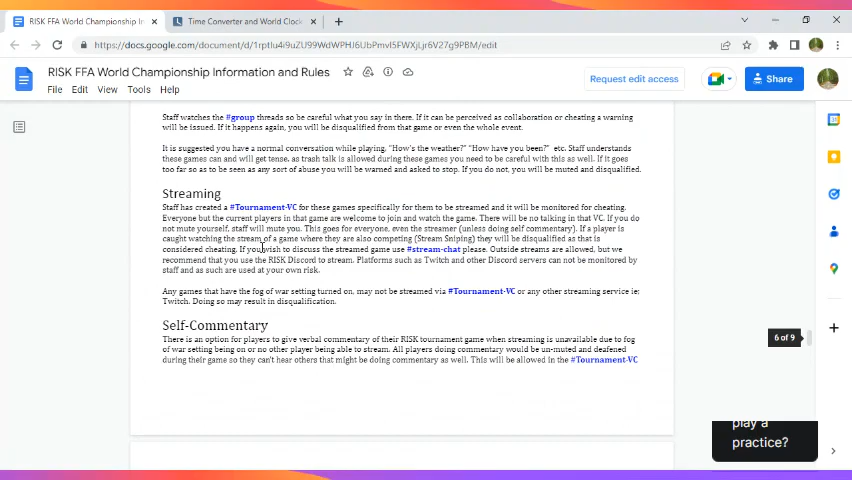 RISK FFA World Championship In
Time Converter and World Clock
https://docs.google.com/document/d/1rptIu4i9uZU99WdWPHJ6UbPmvI5FWXjLjr6V27g9PBM/edit
RISK FFA World Championship Information and Rules
Request edit access
Share
File Edit View Tools Help
Staff watches the #group threads so be careful what you say in there. If it can be perceived as collaboration or cheating a warning
will be issued. If it happens again, you will be disqualified from that game or even the whole event.
It is suggested you have a normal conversation while playing. "How's the weather?" "How have you been?" etc. Staff understands
these games can and will get tense, as trash talk is allowed during these games you need to be careful with this as well. If it goes
too far so as to be seen as any sort of abuse you will be warned and asked to stop. If you do not, you will be muted and disqualified.
Streaming
Staff has created a #Tournament-VC for these games specifically for them to be streamed and it will be monitored for cheating.
Everyone but the current players in that game are welcome to join and watch the game. There will be no talking in that VC. If you do
not mute yourself, staff will mute you. This goes for everyone, even the streamer (unless doing self commentary). If a player is
caught watching the stream of a game where they are also competing (Stream Sniping) they will be disqualified as that is
considered cheating. If you wish to discuss the streamed game use #stream-chat please. Outside streams are allowed, but we
recommend that you use the RISK Discord to stream. Platforms such as Twitch and other Discord servers can not be monitored by
staff and as such are used at your own risk.
Any games that have the fog of war setting turned on, may not be streamed via #Tournament-VC or any other streaming service ie:
Twitch. Doing so may result in disqualification.
Self-Commentary
There is an option for players to give verbal commentary of their RISK tournament game when streaming is unavailable due to fog
of war setting being on or no other player being able to stream. All players doing commentary would be un-muted and deafened
during their game so they can't hear others that might be doing commentary as well. This will be allowed in the #Tournament-VC
6 of 9
play a
practice?